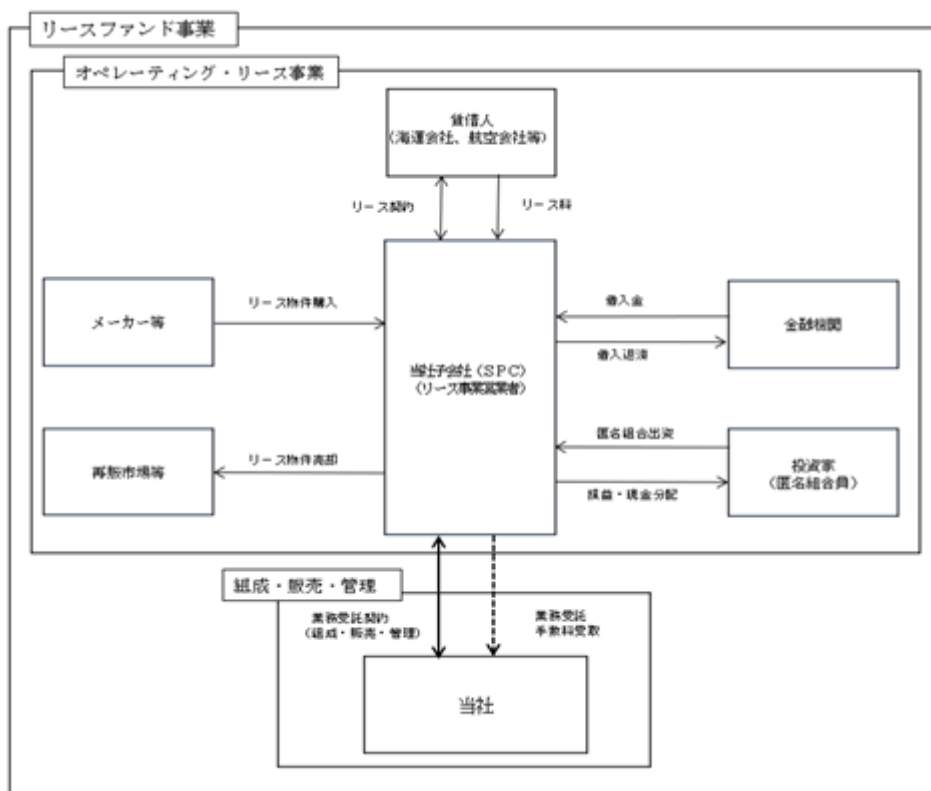 リースファンド事業
オペレーティング・リース事業
賃借人
(海運会社、航空会社等)
リース契約
リース料
メーカー等
リース物件購入
当社子会社(SPC)
(リース事業営業者)
借入金
金融機関
借入返済
再販市場等
リース物件売却
匿名組合出資
投資家
(匿名組合員)
損益・現金分配
組成・販売・管理
業務受託契約
(組成・販売・管理)
業務受託
手数料受取
当社